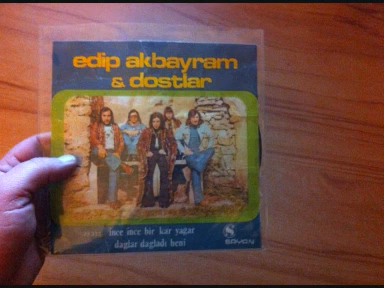 edip akbayram
& dostlar
ince ince bir kar yağar
dağlar dağladı beni